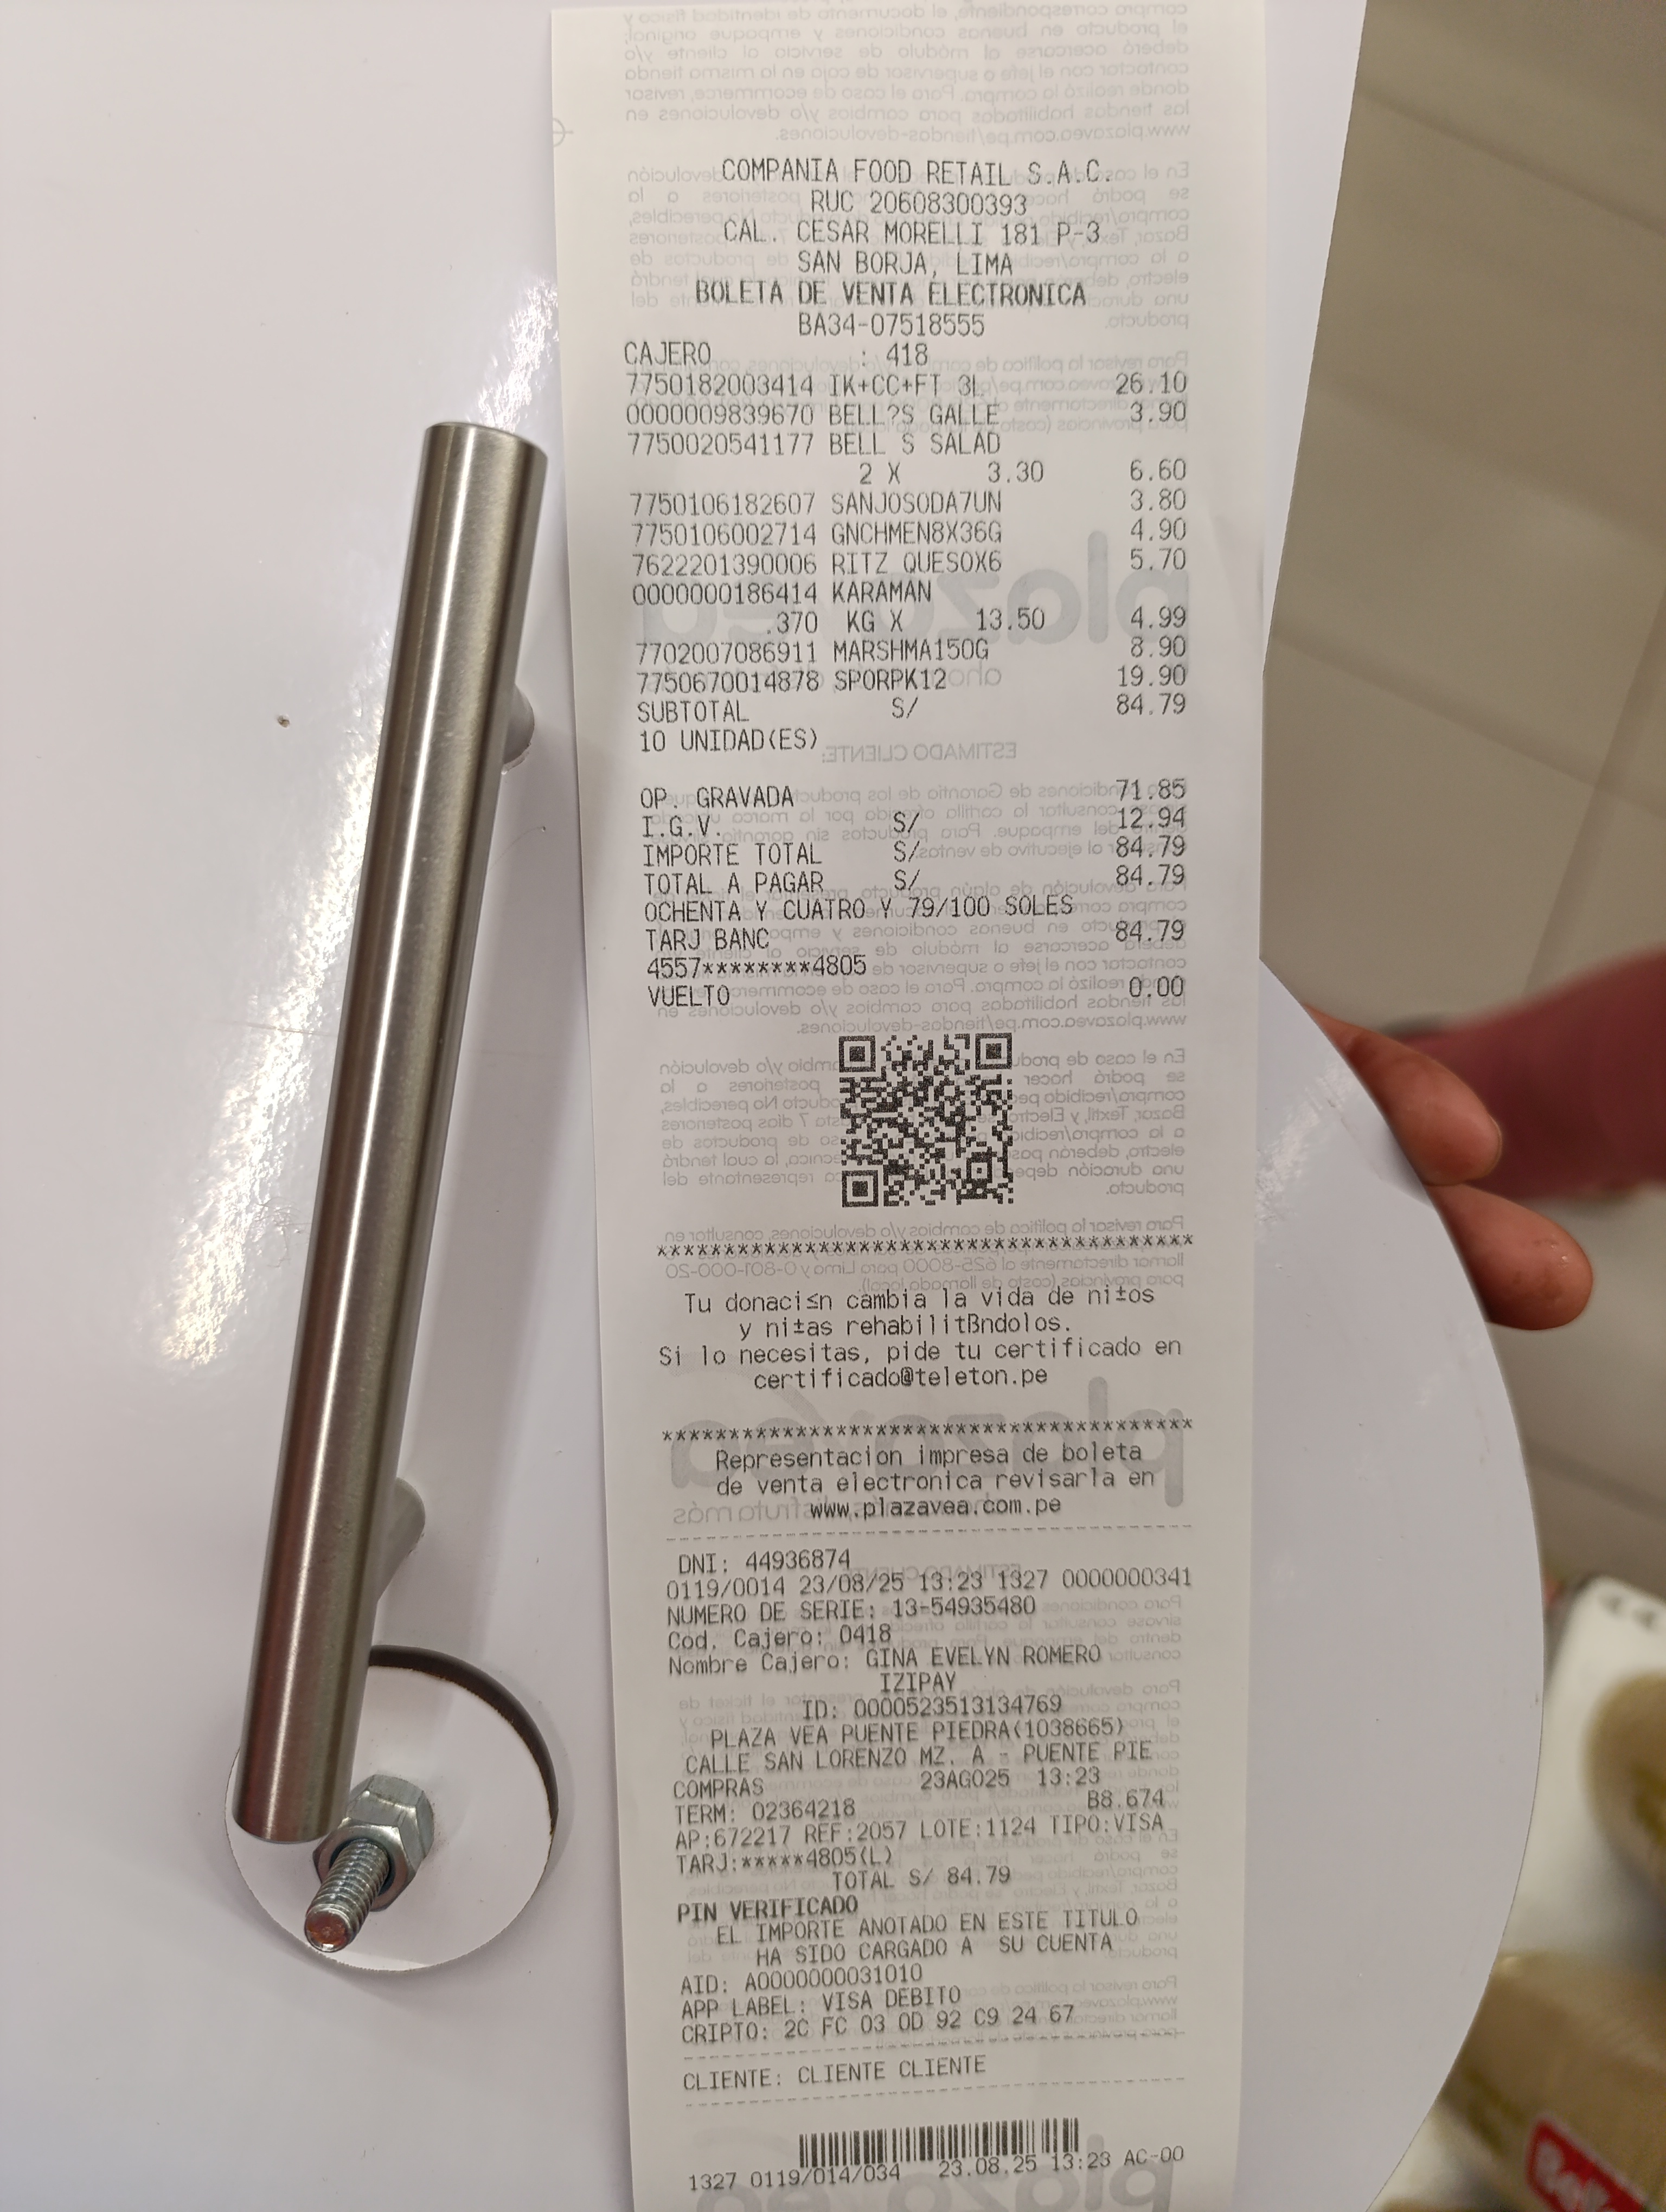 COMPANIA FOOD RETAIL S.A.C.
RUC 20608300393
CAL. CESAR MORELLI 181 P-3
SAN BORJA, LIMA
BOLETA DE VENTA ELECTRONICA
BA34-07518555
CAJERO : 418
7750182003414 IK+CC+FT 3L 26.10
0000009839670 BELL?S GALLE 3.90
7750020541177 BELL S SALAD
2 X 3.30 6.60
7750106182607 SANJOSODA7UN 3.80
7750106002714 GNCHMEN8X36G 4.90
7622201390006 RITZ QUESOX6 5.70
0000000186414 KARAMAN
.370 KG X 13.50 4.99
7702007086911 MARSHMA150G 8.90
7750670014878 SPORPK12 19.90
SUBTOTAL S/ 84.79
10 UNIDAD(ES)
OP. GRAVADA 71.85
I.G.V. S/ 12.94
IMPORTE TOTAL S/ 84.79
TOTAL A PAGAR S/ 84.79
OCHENTA Y CUATRO Y 79/100 SOLES
TARJ BANC 84.79
4557********4805
VUELTO 0.00
******************************************
Tu donaci≤n cambia la vida de ni±os
y ni±as rehabilitßndolos.
Si lo necesitas, pide tu certificado en
certificado@teleton.pe
******************************************
Representacion impresa de boleta
de venta electronica revisarla en
www.plazavea.com.pe
DNI: 44936874
0119/0014 23/08/25 13:23 1327 0000000341
NUMERO DE SERIE: 13-54935480
Cod. Cajero: 0418
Nombre Cajero: GINA EVELYN ROMERO
IZIPAY
ID: 0000523513134769
PLAZA VEA PUENTE PIEDRA(1038665)
CALLE SAN LORENZO MZ. A - PUENTE PIE
COMPRAS 23AGO25 13:23
TERM: 02364218 B8.674
AP:672217 REF:2057 LOTE:1124 TIPO:VISA
TARJ:*****4805(L)
TOTAL S/ 84.79
PIN VERIFICADO
EL IMPORTE ANOTADO EN ESTE TITULO
HA SIDO CARGADO A SU CUENTA
AID: A0000000031010
APP LABEL: VISA DEBITO
CRIPTO: 2C FC 03 0D 92 C9 24 67
CLIENTE: CLIENTE CLIENTE
1327 0119/014/034 23.08.25 13:23 AC-00